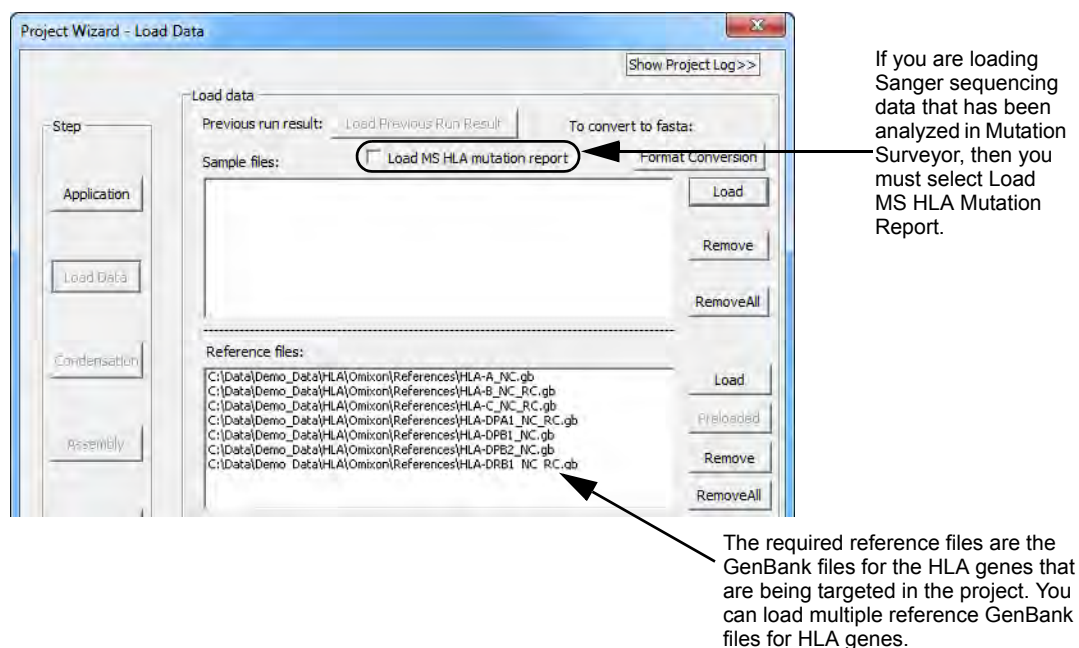 Project Wizard - Load Data
Show Project Log>>
Load data
Step
Previous run result:
Load Previous Run Result
To convert to fasta:
Sample files:
Load MS HLA mutation report
Format Conversion
Application
Load
Remove
Load Data
RemoveAll
Condensation
Reference files:
C:\Data\Demo_Data\HLA\Omixon\References\HLA-A_NC.gb
C:\Data\Demo_Data\HLA\Omixon\References\HLA-B_NC_RC.gb
C:\Data\Demo_Data\HLA\Omixon\References\HLA-C_NC_RC.gb
C:\Data\Demo_Data\HLA\Omixon\References\HLA-DPA1_NC_RC.gb
C:\Data\Demo_Data\HLA\Omixon\References\HLA-DPB1_NC.gb
C:\Data\Demo_Data\HLA\Omixon\References\HLA-DPB2_NC.gb
C:\Data\Demo_Data\HLA\Omixon\References\HLA-DRB1_NC_RC.gb
Load
Preloaded
Assembly
Remove
RemoveAll
If you are loading
Sanger sequencing
data that has been
analyzed in Mutation
Surveyor, then you
must select Load
MS HLA Mutation
Report.
The required reference files are the
GenBank files for the HLA genes that
are being targeted in the project. You
can load multiple reference GenBank
files for HLA genes.